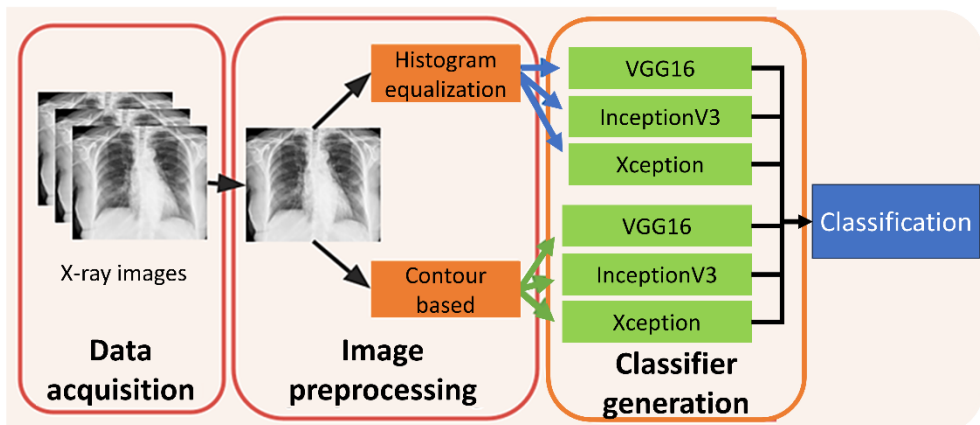 X-ray images
Data
acquisition
Histogram
equalization
Contour
based
Image
preprocessing
VGG16
InceptionV3
Xception
VGG16
InceptionV3
Xception
Classifier
generation
Classification